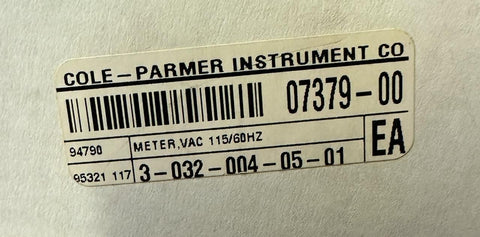 COLE-PARMER INSTRUMENT CO
07379-00
94790 METER,VAC 115/60HZ EA
95321 117 3-032-004-05-01